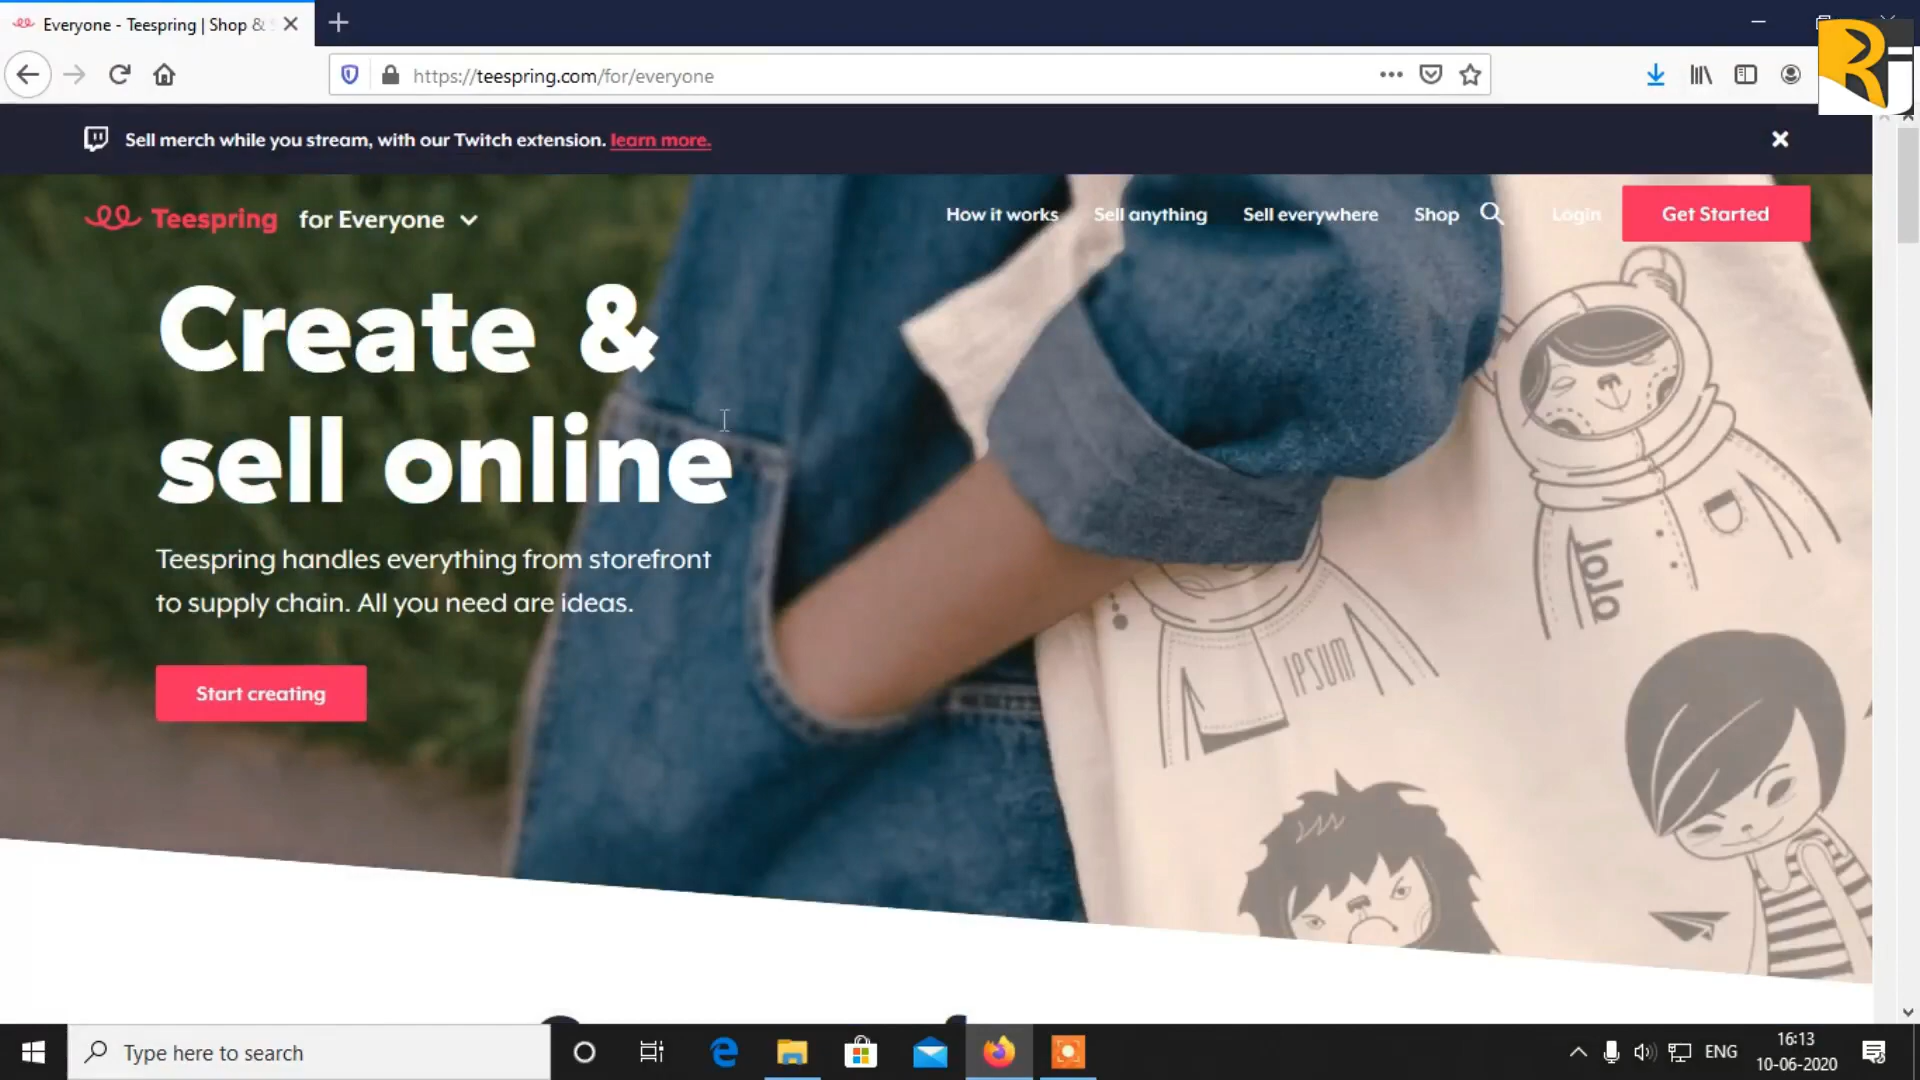 Everyone - Teespring | Shop &
https://teespring.com/for/everyone
Sell merch while you stream, with our Twitch extension. learn more.
Teespring for Everyone
How it works
Sell anything
Sell everywhere
Shop
Login
Get Started
Create &
sell online
Teespring handles everything from storefront
to supply chain. All you need are ideas.
Start creating
JOJO
IPSUM
Type here to search
ENG
16:13
10-06-2020